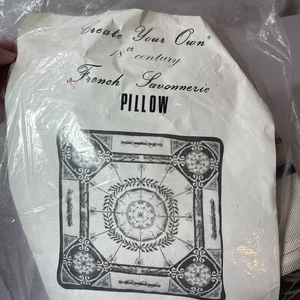 Create Your Own"
18th century
French Savonnerie
PILLOW